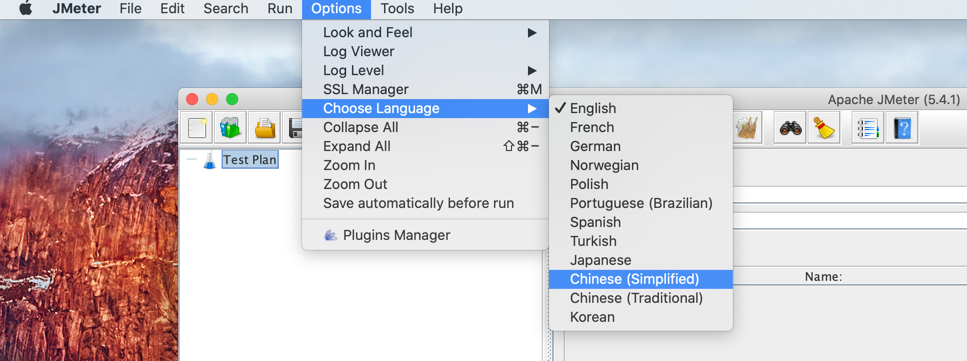 JMeter File Edit Search Run Options Tools Help
Look and Feel
Log Viewer
Log Level
SSL Manager ⌘M
Choose Language
Collapse All ⌘−
Expand All ⇧⌘−
Zoom In
Zoom Out
Save automatically before run
Plugins Manager
✓ English
French
German
Norwegian
Polish
Portuguese (Brazilian)
Spanish
Turkish
Japanese
Chinese (Simplified)
Chinese (Traditional)
Korean
Apache JMeter (5.4.1)
Test Plan
Name: